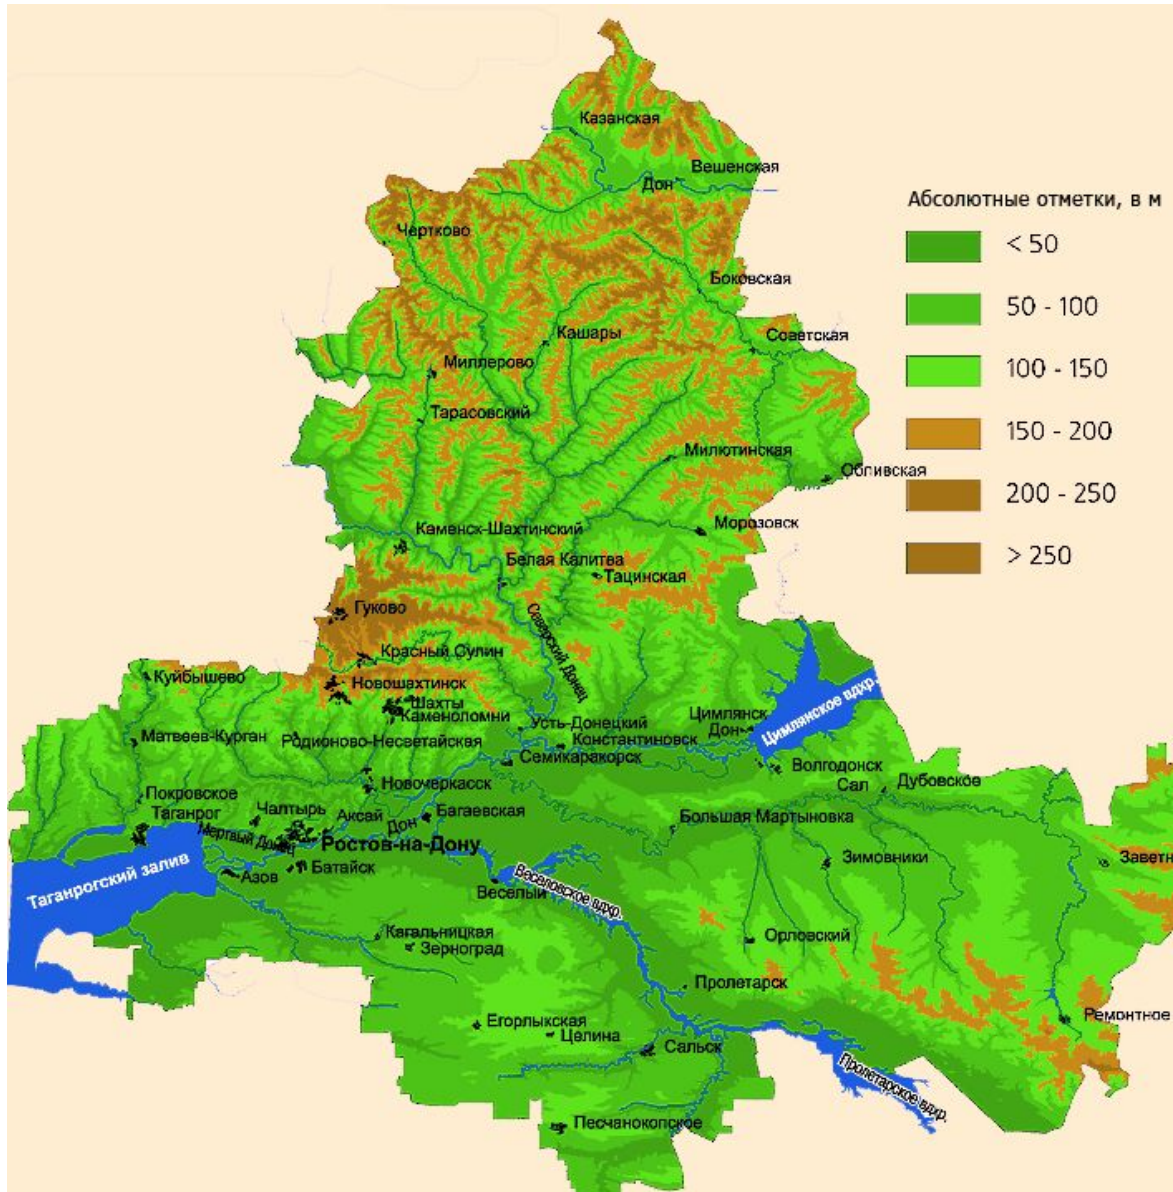 Казанская
Вешенская
Дон
Абсолютные отметки, в м
< 50
Чертково
Боковская
50 - 100
Кашары
Советская
Миллерово
100 - 150
Тарасовский
150 - 200
Милютинская
Обливская
200 - 250
Каменск-Шахтинский
Морозовск
Белая Калитва
> 250
Тацинская
Гуково
Северский Донец
Красный Сулин
Куйбышево
Новошахтинск
Шахты
Каменоломни
Усть-Донецкий
Цимлянск
Дон
Цимлянское вдхр.
Матвеев-Курган
Родионово-Несветайская
Константиновск
Семикаракорск
Волгодонск
Новочеркасск
Сал
Дубовское
Покровское
Таганрог
Чалтырь
Аксай
Дон
Багаевская
Большая Мартыновка
Мертвый Донец
Ростов-на-Дону
Зимовники
Заветн
Таганрогский залив
Азов
Батайск
Веселый
Веселовское вдхр.
Кагальницкая
Зерноград
Орловский
Пролетарск
Егорлыкская
Целина
Ремонтное
Сальск
Пролетарское вдхр.
Песчанокопское